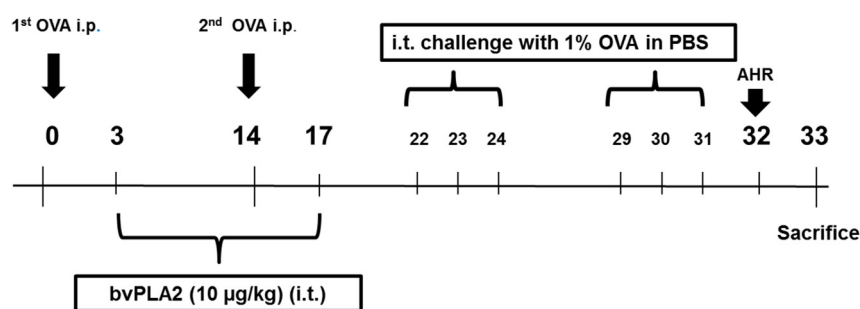 1st OVA i.p.
2nd OVA i.p.
i.t. challenge with 1% OVA in PBS
AHR
0 3 14 17 22 23 24 29 30 31 32 33
Sacrifice
bvPLA2 (10 µg/kg) (i.t.)